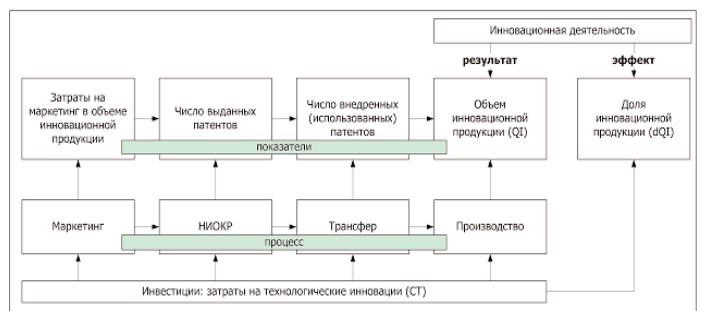 Инновационная деятельность
результат
эффект
Затраты на
маркетинг в объеме
инновационной
продукции
Число выданных
патентов
Число внедренных
(использованных)
патентов
Объем
инновационной
продукции (QI)
Доля
инновационной
продукции (dQI)
показатели
Маркетинг
НИОКР
Трансфер
Производство
процесс
Инвестиции: затраты на технологические инновации (СТ)